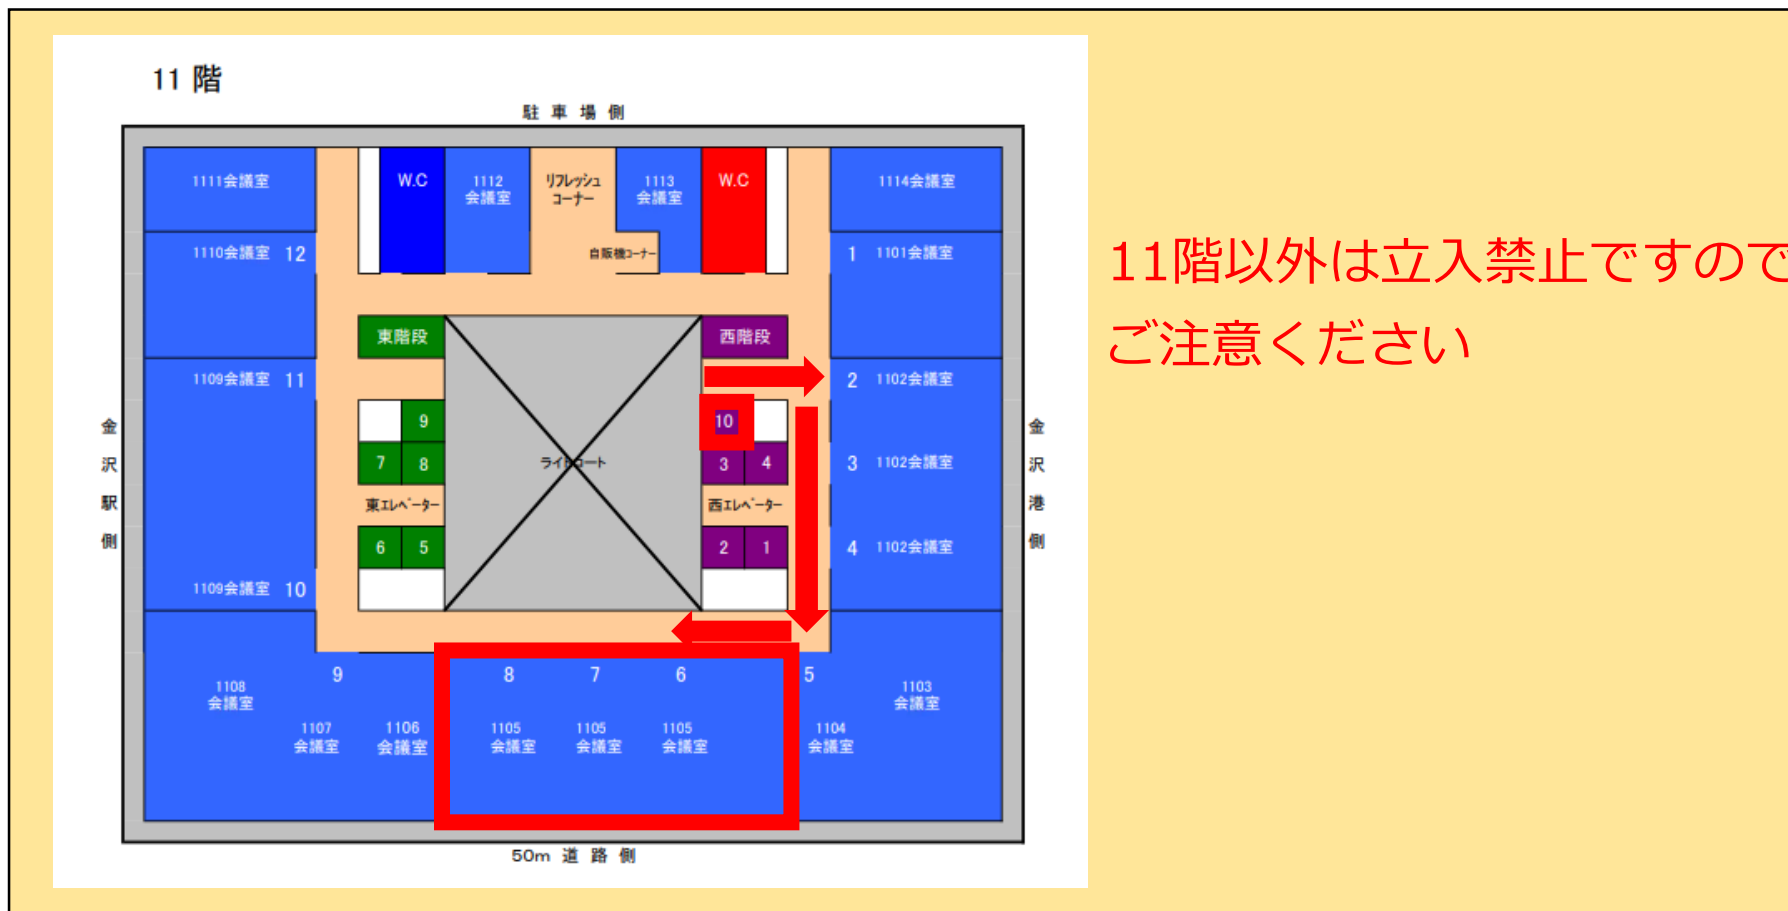 11 階
駐 車 場 側
1111会議室
W.C
1112
会議室
リフレッシュ
コーナー
1113
会議室
W.C
1114会議室
1110会議室 12
自販機コーナー
1 1101会議室
東階段
西階段
1109会議室 11
2 1102会議室
9
10
7 8
ライトコート
3 4
3 1102会議室
東エレベーター
西エレベーター
6 5
2 1
4 1102会議室
1109会議室 10
金沢駅側
金沢港側
9
8
7
6
5
1108
会議室
1107
会議室
1106
会議室
1105
会議室
1105
会議室
1105
会議室
1104
会議室
1103
会議室
50m 道 路 側
11階以外は立入禁止ですので
ご注意ください